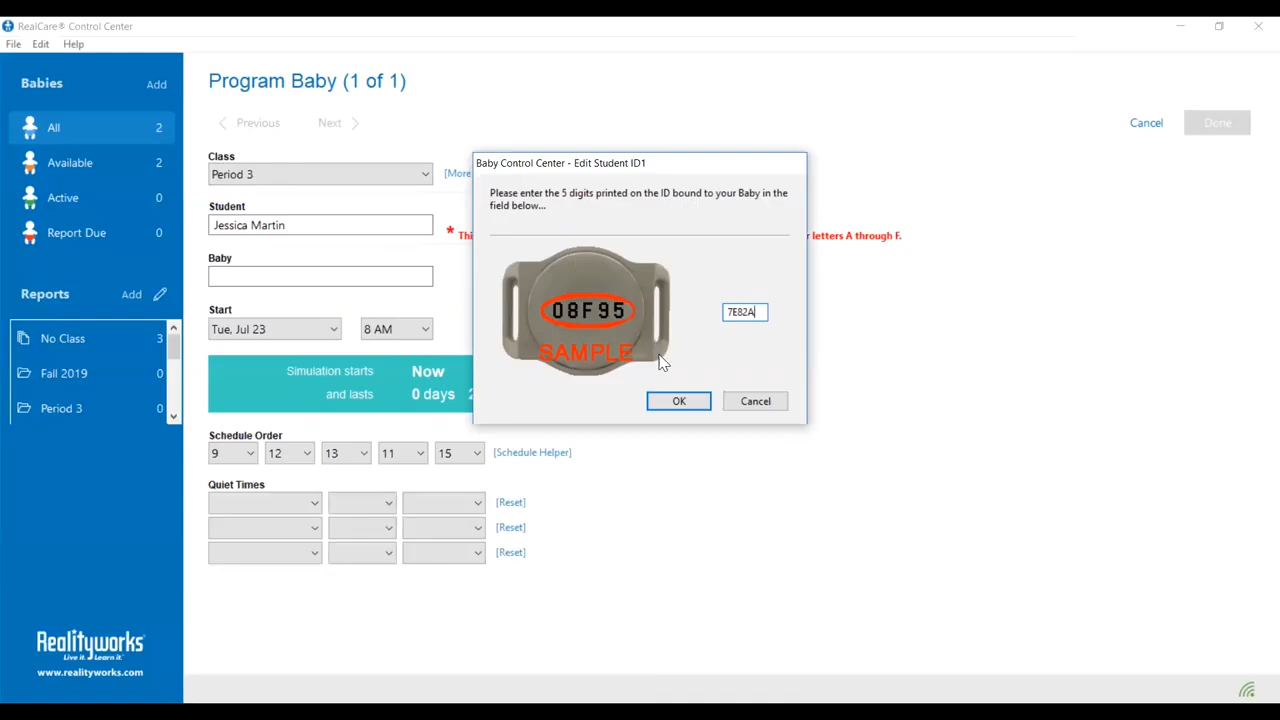 RealCare® Control Center
File Edit Help
Babies Add
All 2
Available 2
Active 0
Report Due 0
Reports Add
No Class 3
Fall 2019 0
Period 3 0
Realityworks®
Live it. Learn it.™
www.realityworks.com
Program Baby (1 of 1)
Previous Next
Cancel Done
Class
Period 3 [More
Student
Jessica Martin
* Thi
r letters A through F.
Baby
Start
Tue, Jul 23 8 AM
Simulation starts Now
and lasts 0 days
Schedule Order
9 12 13 11 15 [Schedule Helper]
Quiet Times
[Reset]
[Reset]
[Reset]
Baby Control Center - Edit Student ID1
Please enter the 5 digits printed on the ID bound to your Baby in the
field below...
08F95
SAMPLE
7E82A
OK Cancel